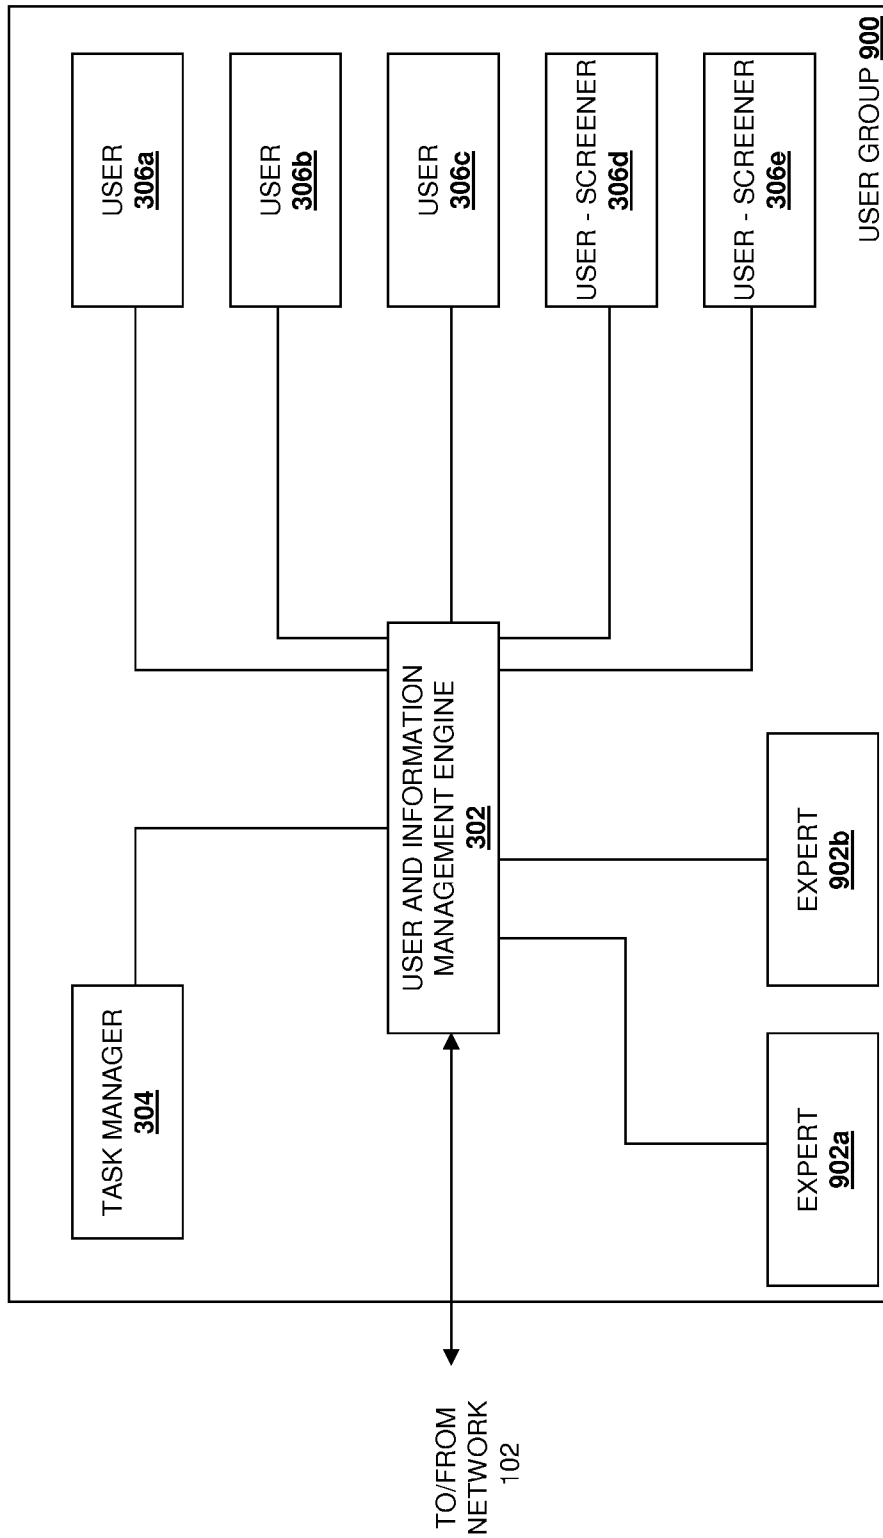 TASK MANAGER
304
USER
306a
USER
306b
TO/FROM
NETWORK
102
USER AND INFORMATION
MANAGEMENT ENGINE
302
USER
306c
USER - SCREENER
306d
USER - SCREENER
306e
EXPERT
902a
EXPERT
902b
USER GROUP 900